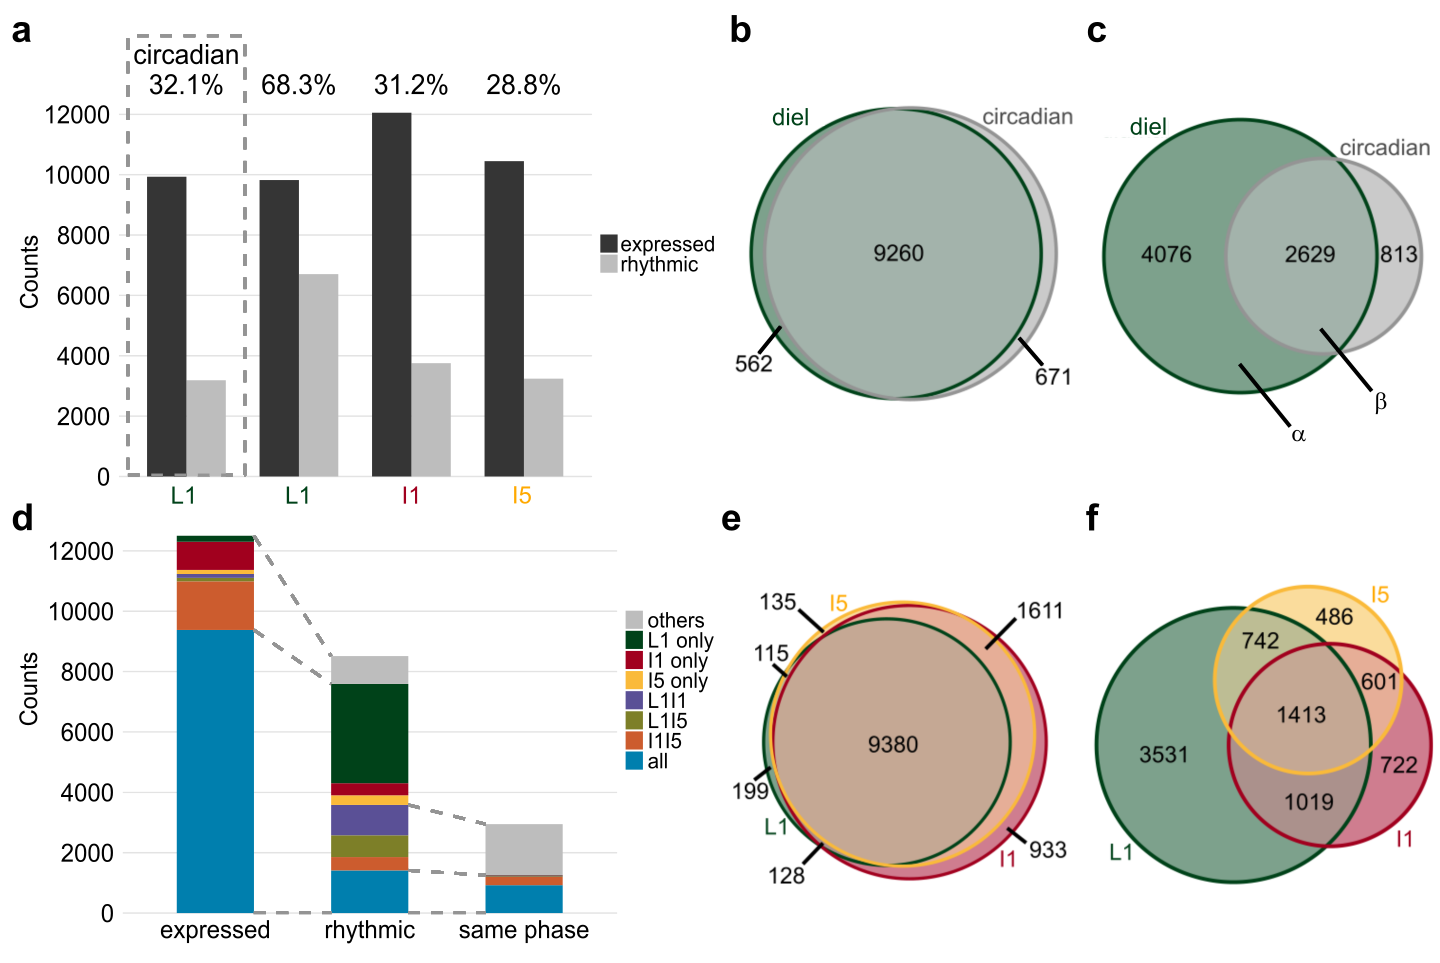 a
circadian
32.1%
68.3%
31.2%
28.8%
12000
10000
8000
6000
4000
2000
0
Counts
L1
L1
I1
I5
expressed
rhythmic
b
diel
circadian
9260
562
671
c
diel
circadian
4076
2629
813
β
α
d
12000
10000
8000
6000
4000
2000
0
Counts
expressed
rhythmic
same phase
others
L1 only
I1 only
I5 only
L1I1
L1I5
I1I5
all
e
135
I5
1611
115
9380
199
L1
128
933
I1
f
I5
486
742
601
1413
3531
722
1019
L1
I1